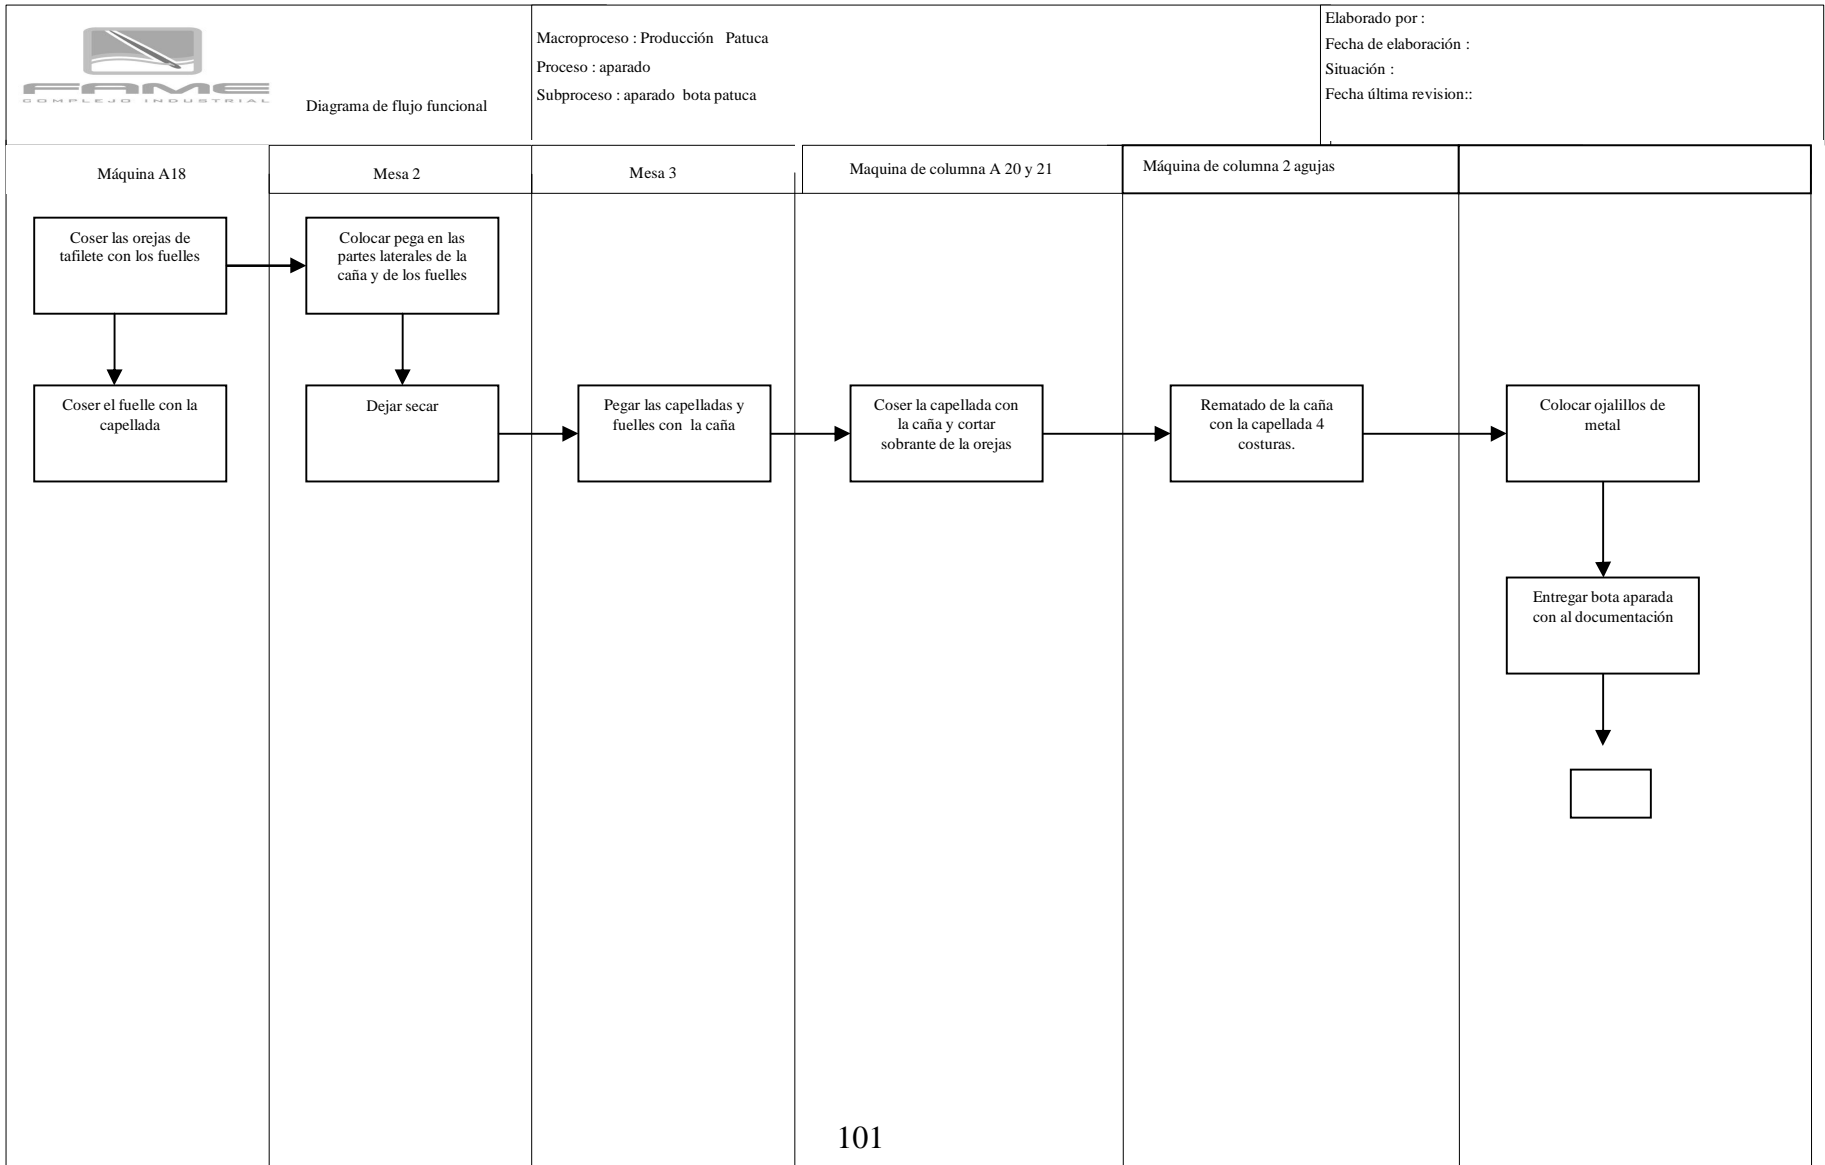 FAME
COMPLEJO INDUSTRIAL
Diagrama de flujo funcional
Macroproceso : Producción Patuca
Proceso : aparado
Subproceso : aparado bota patuca
Elaborado por :
Fecha de elaboración :
Situación :
Fecha última revision::
Máquina A18
Mesa 2
Mesa 3
Maquina de columna A 20 y 21
Máquina de columna 2 agujas
Coser las orejas de
tafilete con los fuelles
Colocar pega en las
partes laterales de la
caña y de los fuelles
Coser el fuelle con la
capellada
Dejar secar
Pegar las capelladas y
fuelles con la caña
Coser la capellada con
la caña y cortar
sobrante de la orejas
Rematado de la caña
con la capellada 4
costuras.
Colocar ojalillos de
metal
Entregar bota aparada
con al documentación
101